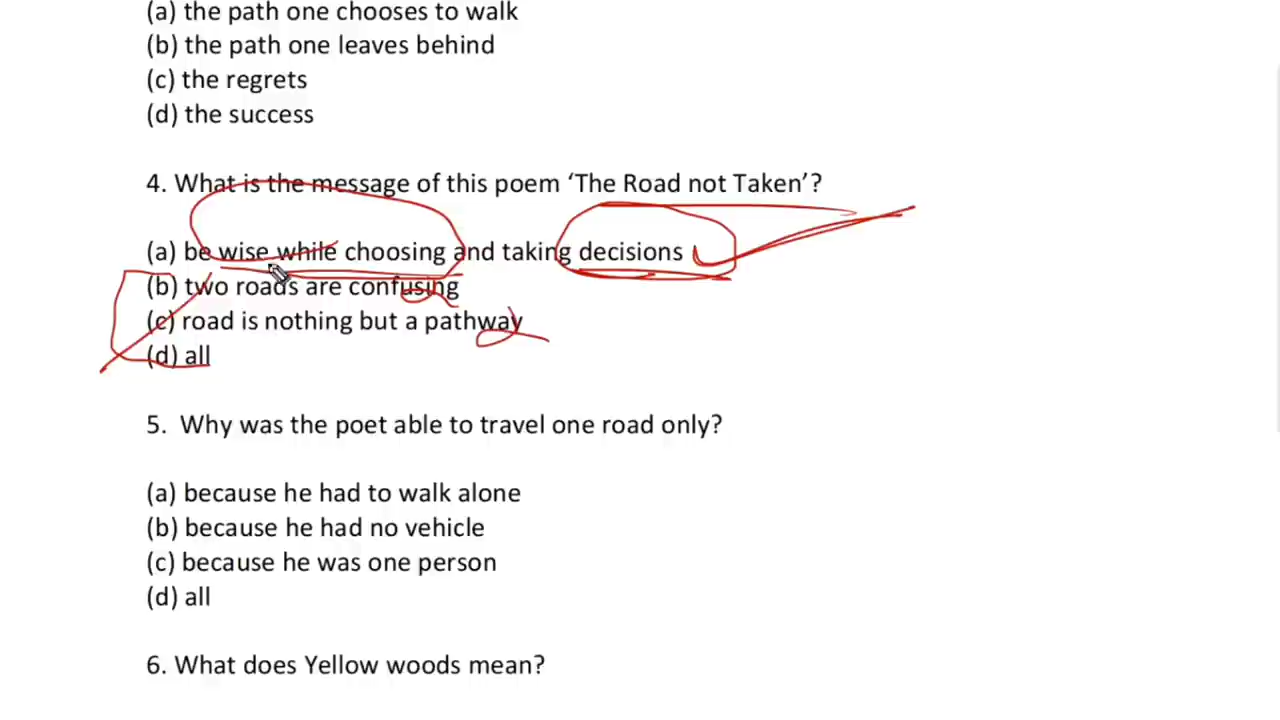 (a) the path one chooses to walk
(b) the path one leaves behind
(c) the regrets
(d) the success
4. What is the message of this poem ‘The Road not Taken’?
(a) be wise while choosing and taking decisions
(b) two roads are confusing
(c) road is nothing but a pathway
(d) all
5.  Why was the poet able to travel one road only?
(a) because he had to walk alone
(b) because he had no vehicle
(c) because he was one person
(d) all
6. What does Yellow woods mean?